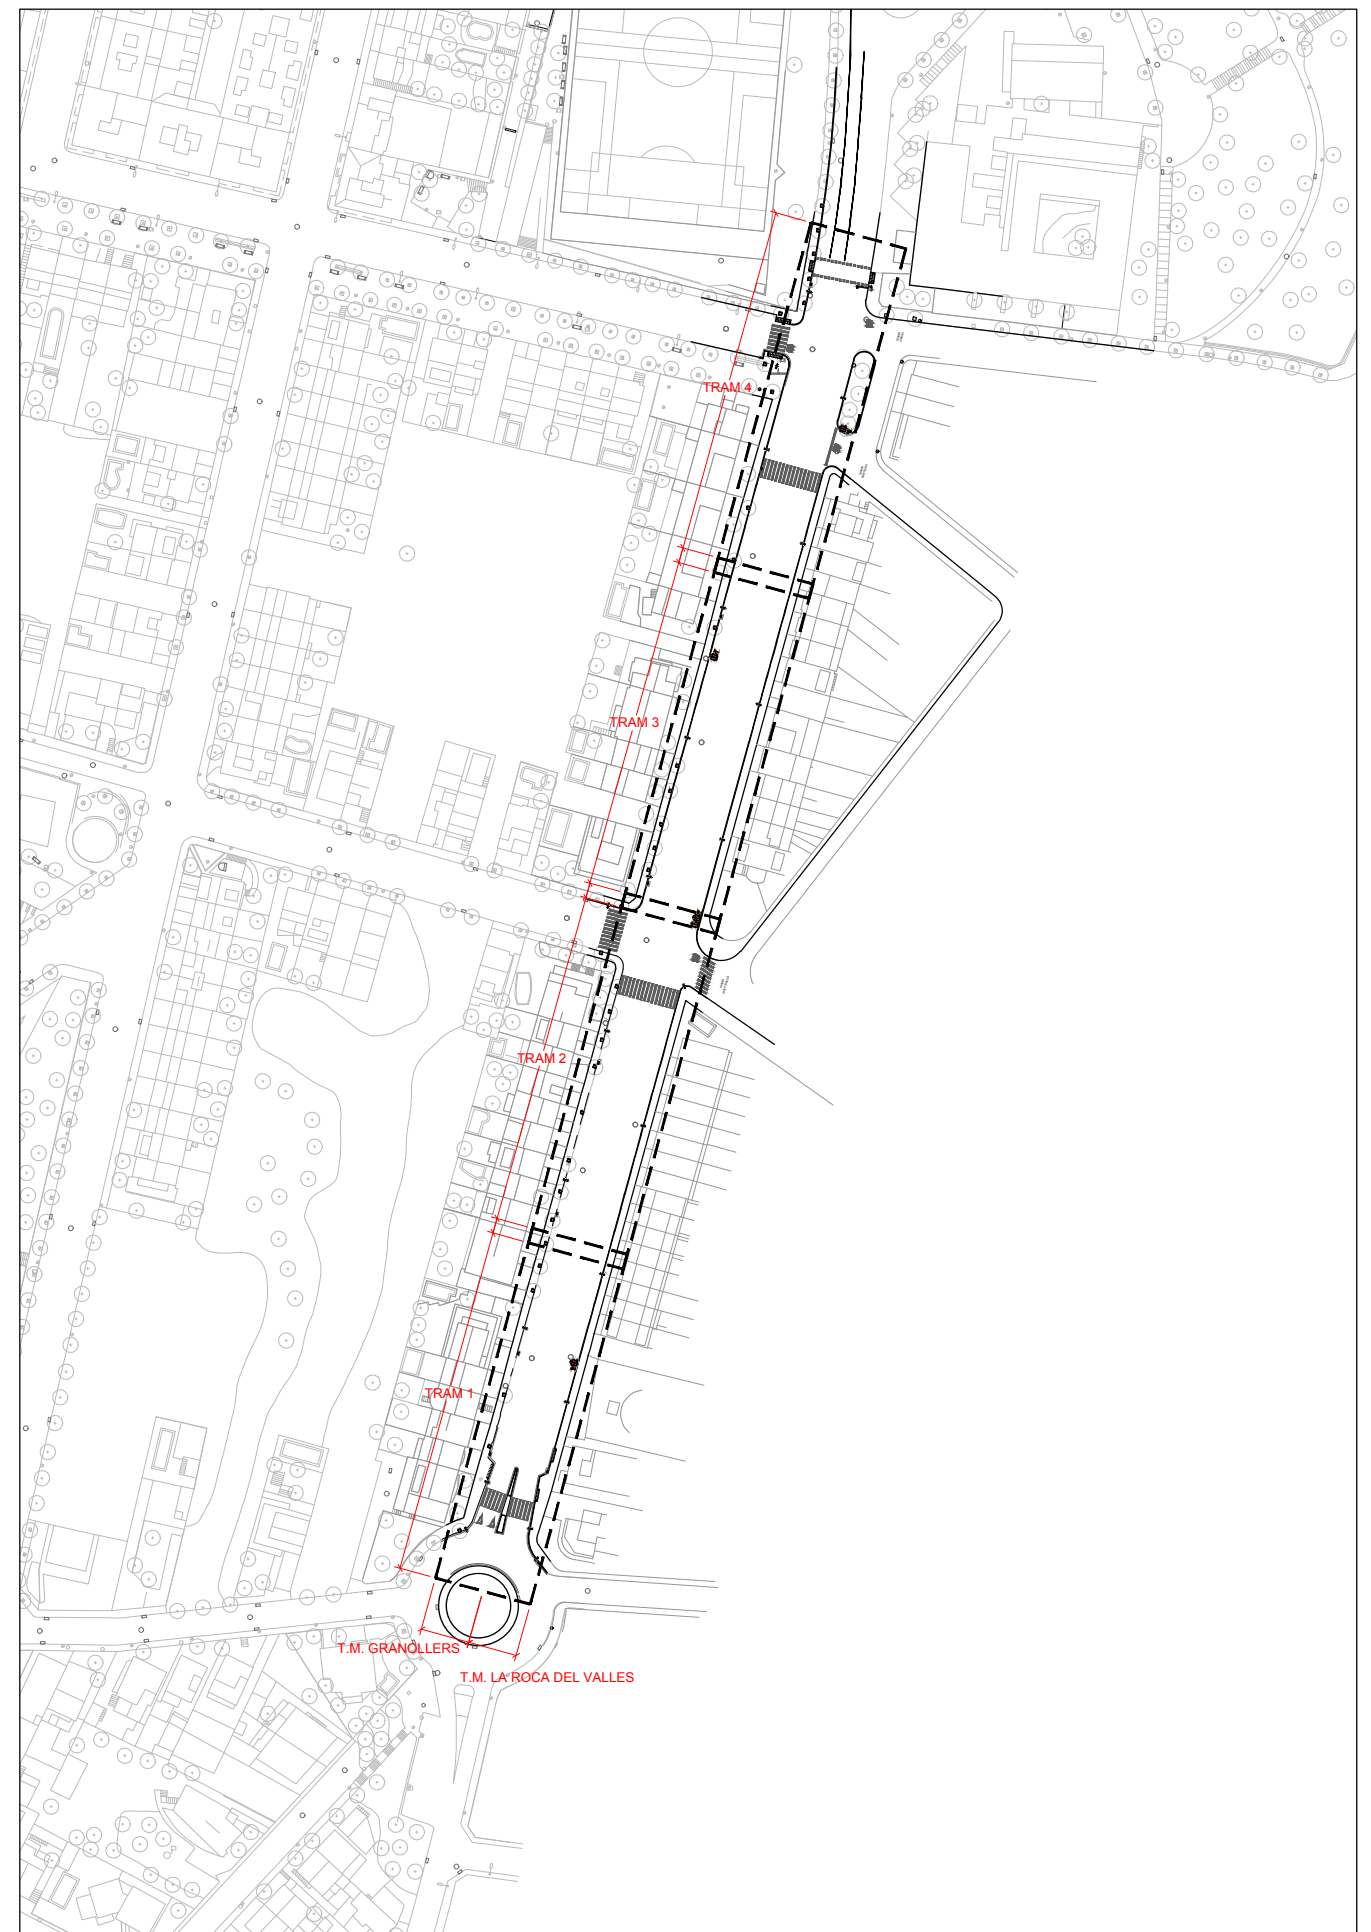 TRAM 4
TRAM 3
TRAM 2
TRAM 1
T.M. GRANOLLERS
T.M. LA ROCA DEL VALLES